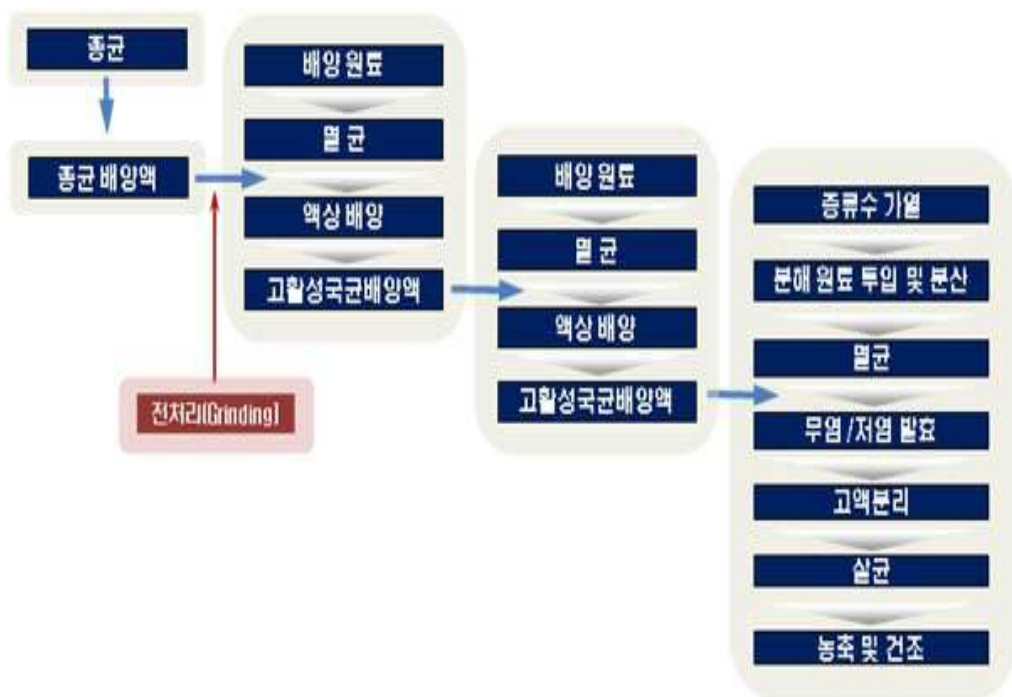 종균
종균 배양액
전처리(Grinding)
배양 원료
멸 균
액상 배양
고활성국균배양액
배양 원료
멸 균
액상 배양
고활성국균배양액
증류수 가열
분해 원료 투입 및 분산
멸균
무염 /저염 발효
고액분리
살균
농축 및 건조